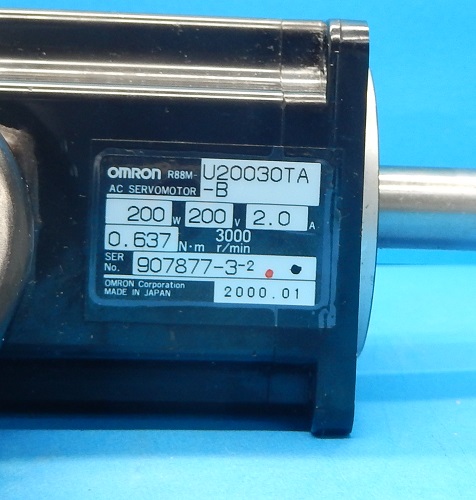 OMRON R88M-U20030TA
AC SERVOMOTOR -B
200 W 200 V 2.0 A
0.637 N·m 3000 r/min
SER No. 907877-3-2
OMRON Corporation
MADE IN JAPAN 2000.01